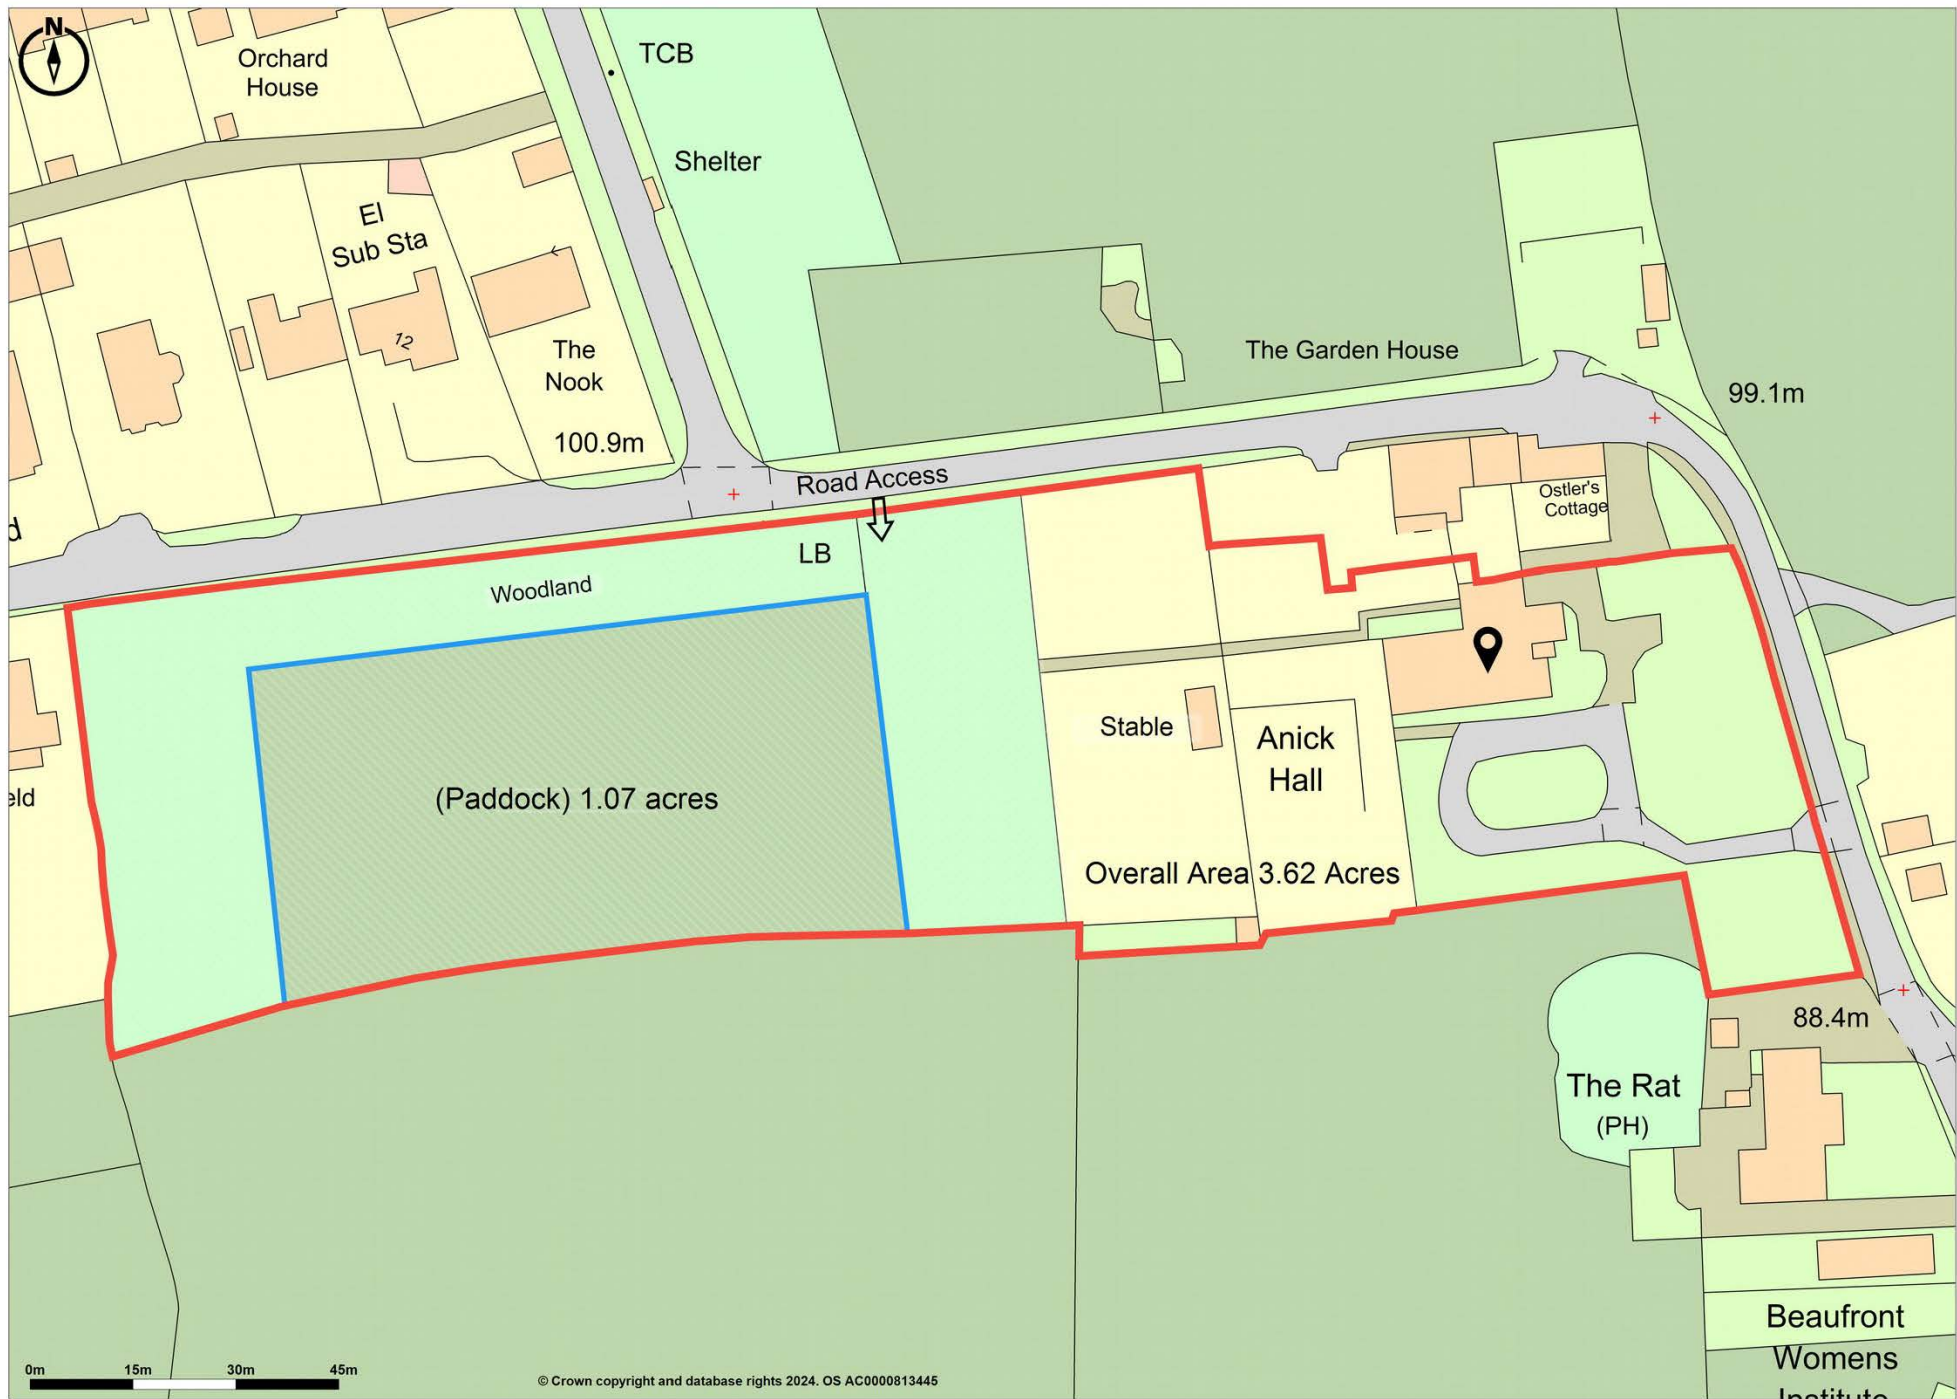 N
Orchard
House
TCB
Shelter
El
Sub Sta
12
The
Nook
100.9m
The Garden House
99.1m
Road Access
Ostler's
Cottage
LB
Woodland
d
eld
(Paddock) 1.07 acres
Stable
Anick
Hall
Overall Area 3.62 Acres
88.4m
The Rat
(PH)
Beaufront
Womens
Institute
0m 15m 30m 45m
© Crown copyright and database rights 2024. OS AC0000813445